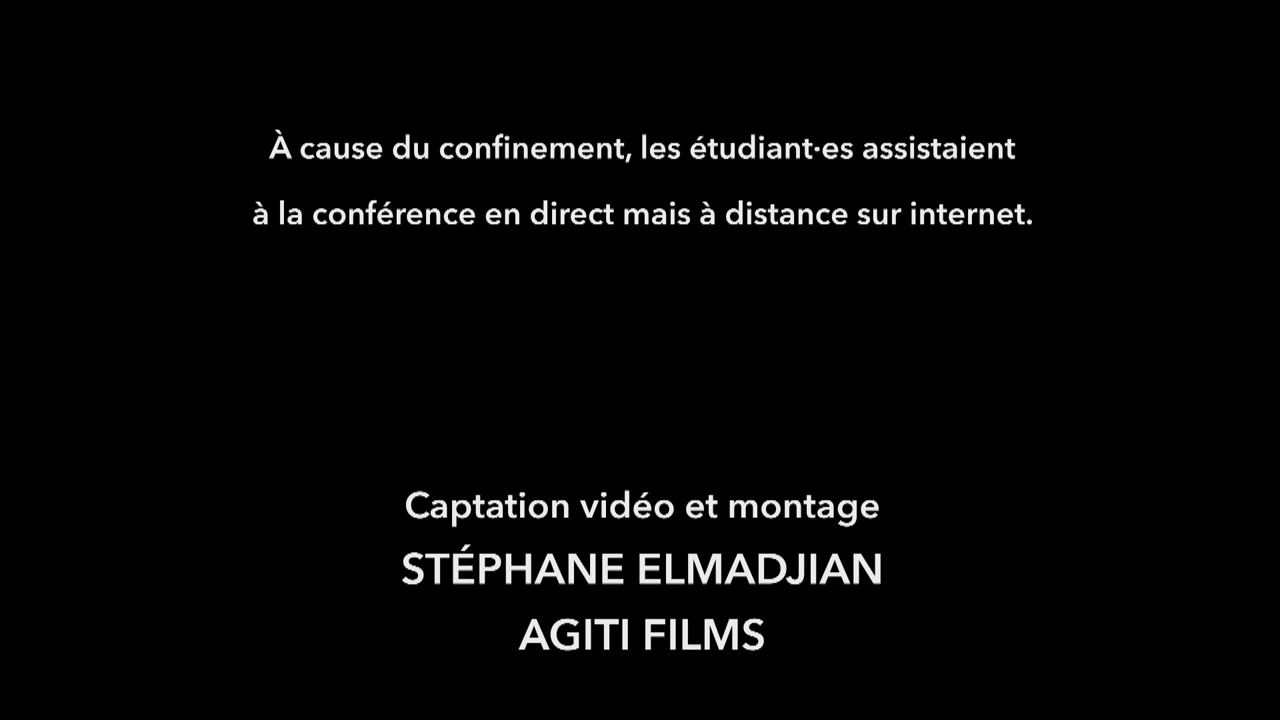 À cause du confinement, les étudiant·es assistaient
à la conférence en direct mais à distance sur internet.
Captation vidéo et montage
STÉPHANE ELMADJIAN
AGITI FILMS